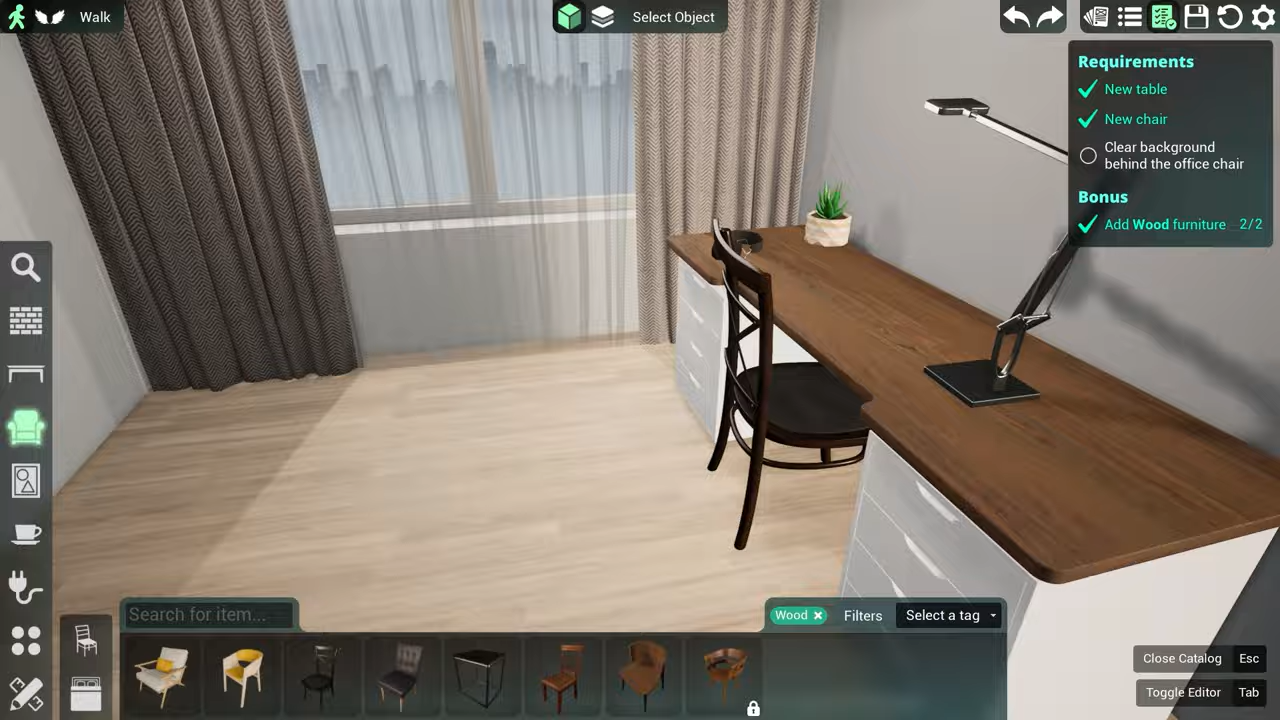 Walk
Select Object
Requirements
New table
New chair
Clear background
behind the office chair
Bonus
Add Wood furniture 2/2
Search for item...
Wood
Filters
Select a tag
Close Catalog Esc
Toggle Editor Tab